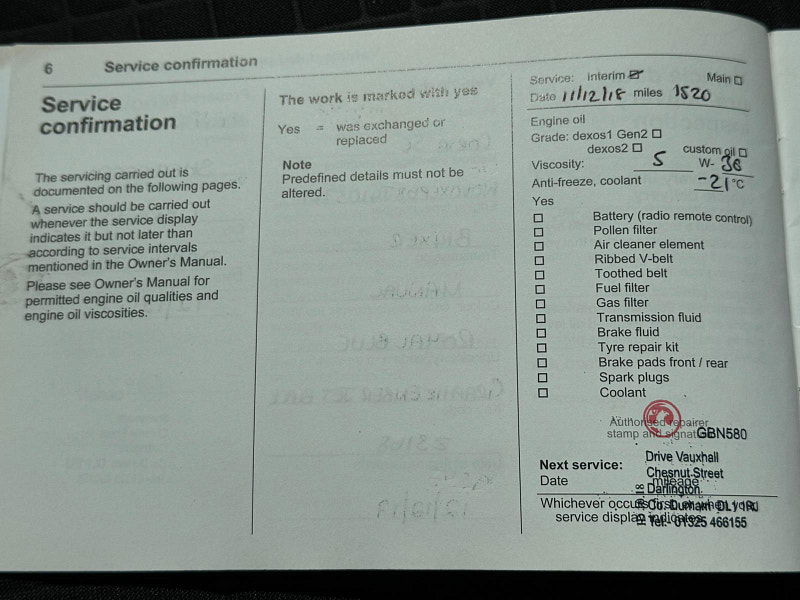 6 Service confirmation
Service
confirmation
The servicing carried out is
documented on the following pages.
A service should be carried out
whenever the service display
indicates it but not later than
according to service intervals
mentioned in the Owner's Manual.
Please see Owner's Manual for
permitted engine oil qualities and
engine oil viscosities.
The work is marked with yes
Yes = was exchanged or
replaced
Note
Predefined details must not be
altered.
Service: Interim Main
Date 11/12/18 miles 1520
Engine oil
Grade: dexos1 Gen2
dexos2 custom oil
Viscosity: 5 W- 30
Anti-freeze, coolant -21 °C
Yes
Battery (radio remote control)
Pollen filter
Air cleaner element
Ribbed V-belt
Toothed belt
Fuel filter
Gas filter
Transmission fluid
Brake fluid
Tyre repair kit
Brake pads front / rear
Spark plugs
Coolant
Authorised repairer
stamp and signat GBN580
Next service:
Date mileage
Whichever occurs
service display indicates
Drive Vauxhall
Chesnut Street
Darlington
Co. Durham DL1 1RJ
Tel:- 01325 466155